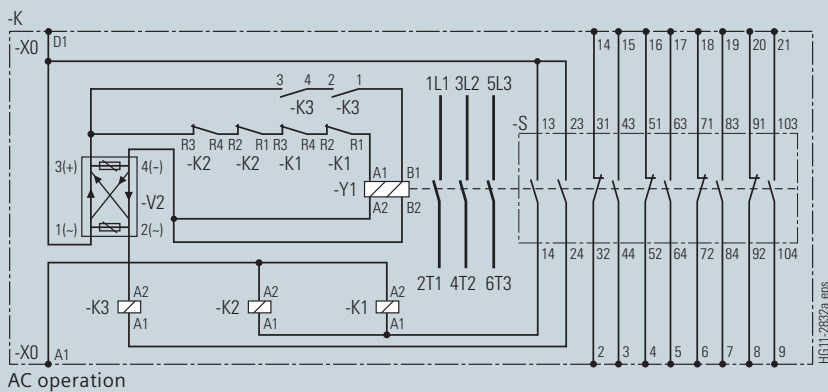 -K
-X0 D1 14 15 16 17 18 19 20 21
3 4 2 1
-K3 -K3
1L1 3L2 5L3
-S 13 23 31 43 51 63 71 83 91 103
R3 R4 R2 R1 R3 R4 R2 R1
-K2 -K2 -K1 -K1
3(+) 4(-)
-V2
1(~) 2(~)
A1 B1
-Y1
A2 B2
14 24 32 44 52 64 72 84 92 104
2T1 4T2 6T3
-K3 A2 A1 -K2 A2 A1 -K1 A2 A1
-X0 A1 2 3 4 5 6 7 8 9
HG11-2832a.eps
AC operation